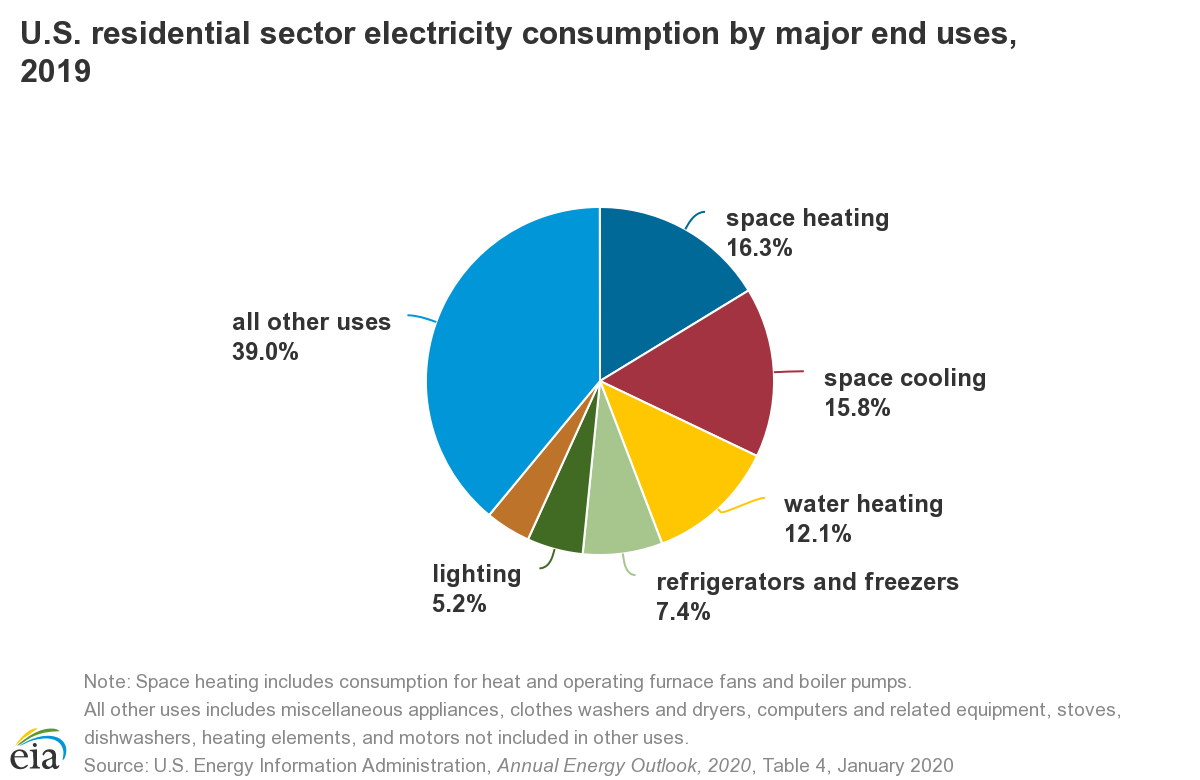 U.S. residential sector electricity consumption by major end uses,
2019
space heating
16.3%
all other uses
39.0%
space cooling
15.8%
water heating
12.1%
lighting
5.2%
refrigerators and freezers
7.4%
Note: Space heating includes consumption for heat and operating furnace fans and boiler pumps.
All other uses includes miscellaneous appliances, clothes washers and dryers, computers and related equipment, stoves,
dishwashers, heating elements, and motors not included in other uses.
Source: U.S. Energy Information Administration, Annual Energy Outlook, 2020, Table 4, January 2020
eia